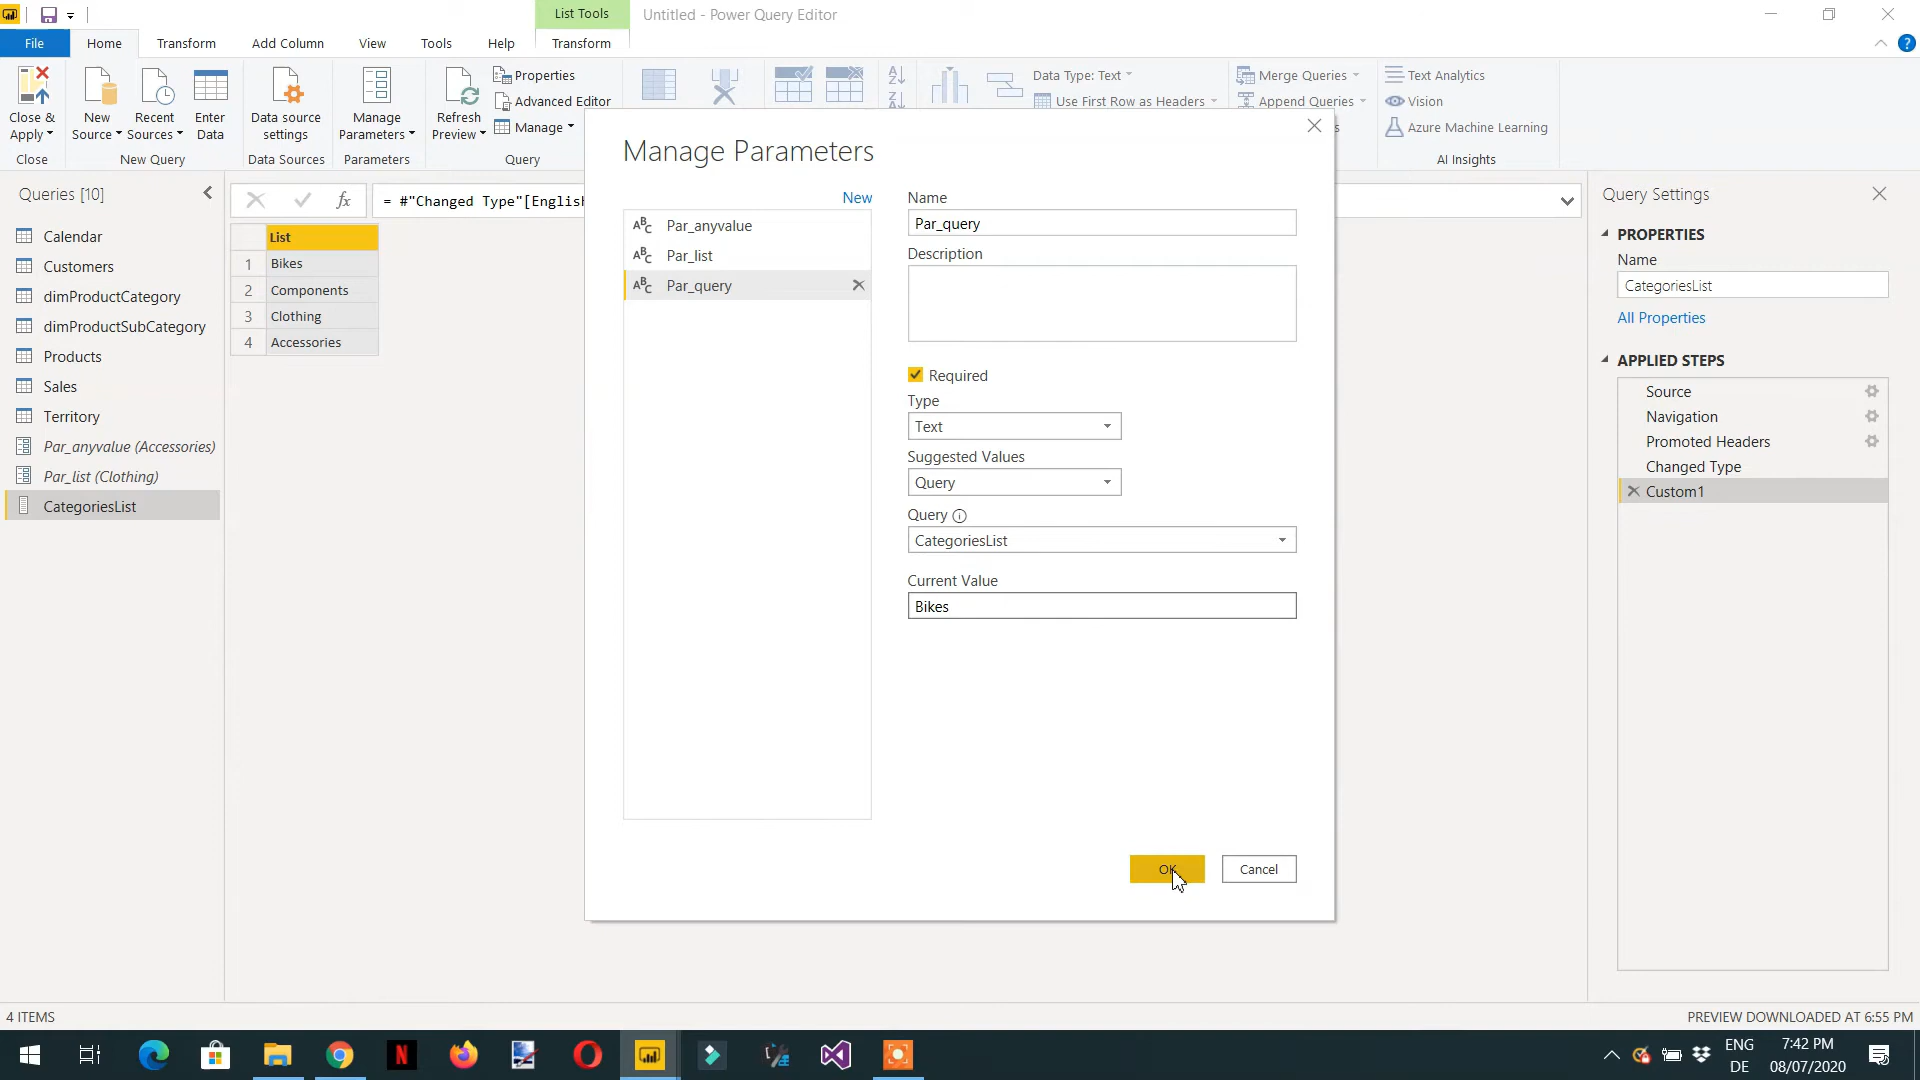 List Tools
Untitled - Power Query Editor
File
Home
Transform
Add Column
View
Tools
Help
Transform
Close &
Apply
New
Source
Recent
Sources
Enter
Data
Data source
settings
Manage
Parameters
Refresh
Preview
Properties
Advanced Editor
Manage
Data Type: Text
Use First Row as Headers
Merge Queries
Append Queries
Text Analytics
Vision
Azure Machine Learning
Close
New Query
Data Sources
Parameters
Query
AI Insights
Queries [10]
Calendar
Customers
dimProductCategory
dimProductSubCategory
Products
Sales
Territory
Par_anyvalue (Accessories)
Par_list (Clothing)
CategoriesList
fx
= #"Changed Type"[English
List
1 Bikes
2 Components
3 Clothing
4 Accessories
Manage Parameters
New
Par_anyvalue
Par_list
Par_query
Name
Par_query
Description
Required
Type
Text
Suggested Values
Query
Query
CategoriesList
Current Value
Bikes
OK
Cancel
Query Settings
PROPERTIES
Name
CategoriesList
All Properties
APPLIED STEPS
Source
Navigation
Promoted Headers
Changed Type
Custom1
4 ITEMS
PREVIEW DOWNLOADED AT 6:55 PM
ENG
DE
7:42 PM
08/07/2020